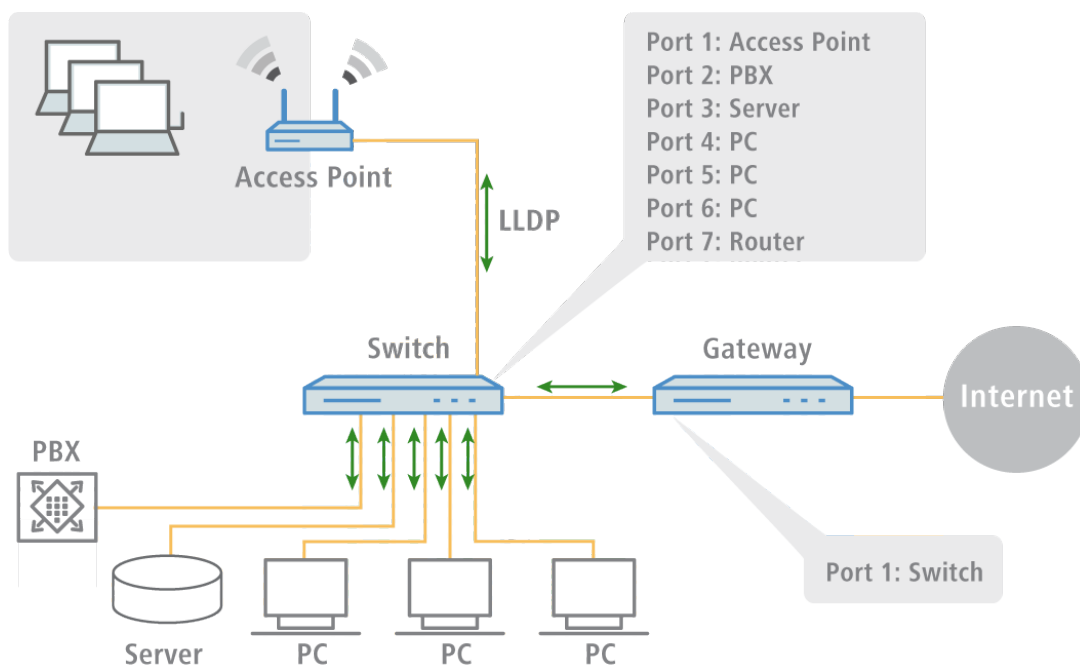 Port 1: Access Point
Port 2: PBX
Port 3: Server
Port 4: PC
Port 5: PC
Port 6: PC
Port 7: Router
Access Point
LLDP
Switch
Gateway
Internet
PBX
Port 1: Switch
Server
PC
PC
PC